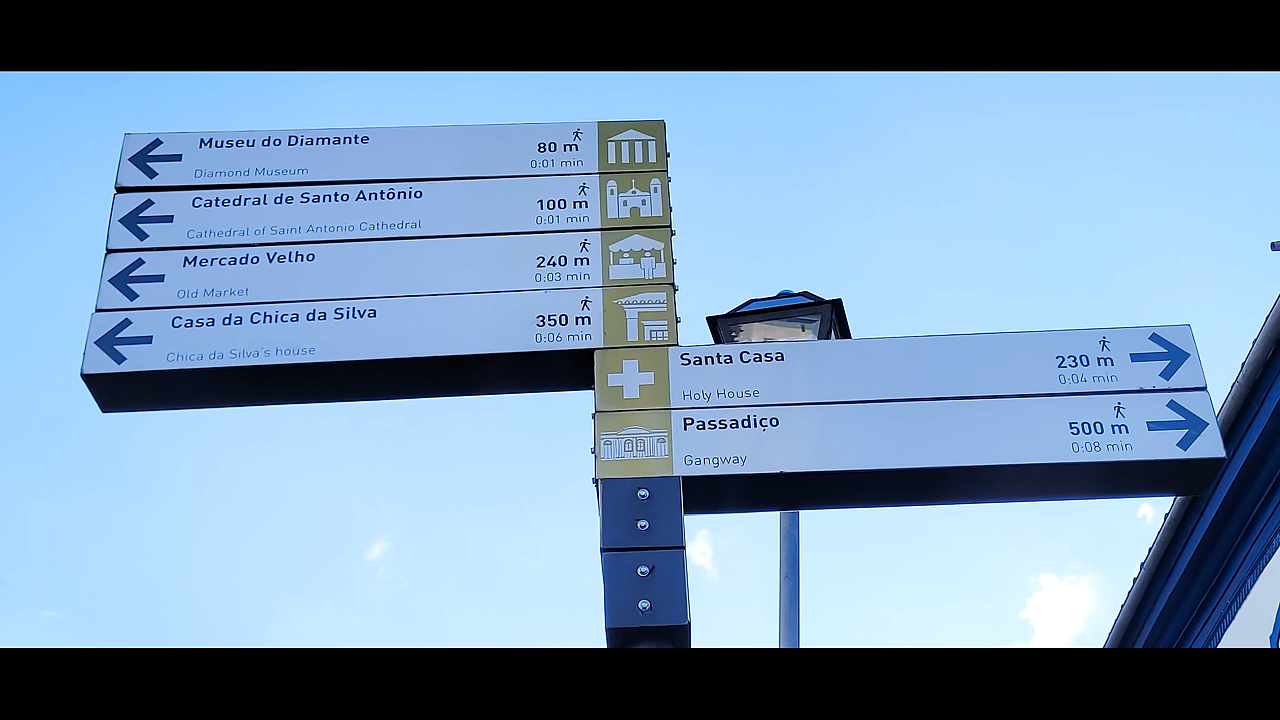 Museu do Diamante
80 m
Diamond Museum
0:01 min
Catedral de Santo Antônio
100 m
Cathedral of Saint Antonio Cathedral
0:01 min
Mercado Velho
240 m
Old Market
0:03 min
Casa da Chica da Silva
350 m
Chica da Silva's house
0:06 min
Santa Casa
230 m
Holy House
0:04 min
Passadiço
500 m
Gangway
0:08 min